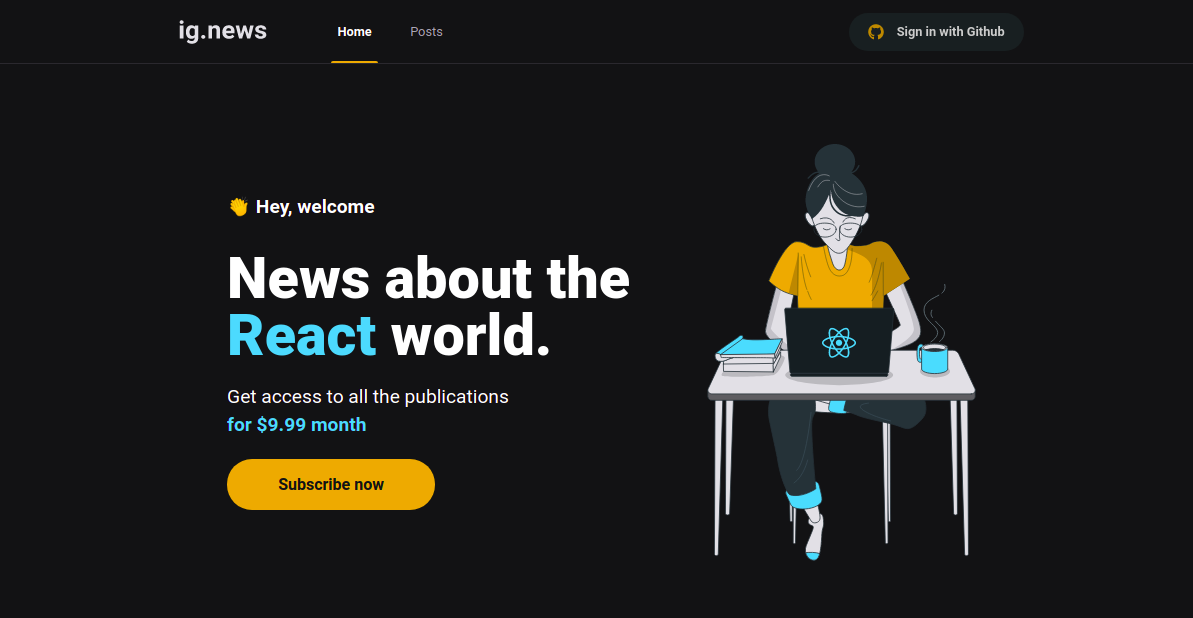 ig.news
Home
Posts
Sign in with Github
👋 Hey, welcome
News about the
React world.
Get access to all the publications
for $9.99 month
Subscribe now